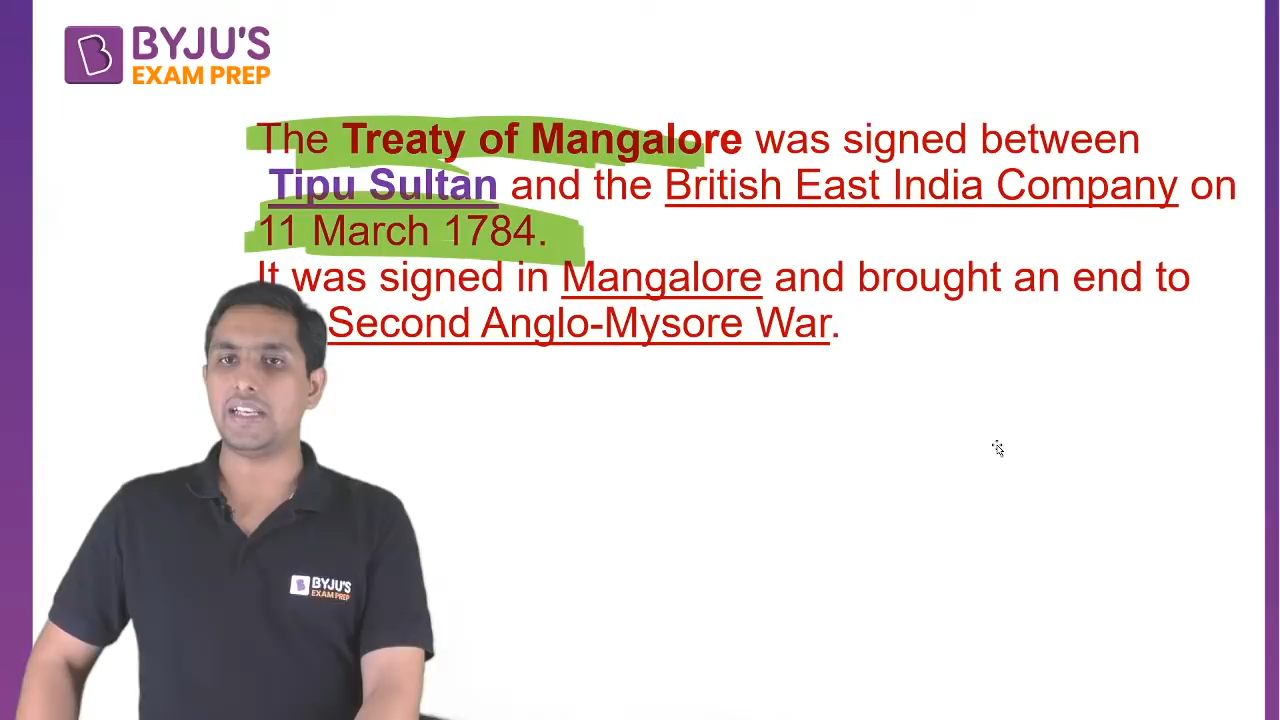 BYJU'S
EXAM PREP
The Treaty of Mangalore was signed between
Tipu Sultan and the British East India Company on
11 March 1784.
It was signed in Mangalore and brought an end to
Second Anglo-Mysore War.
BYJU'S
EXAM PREP